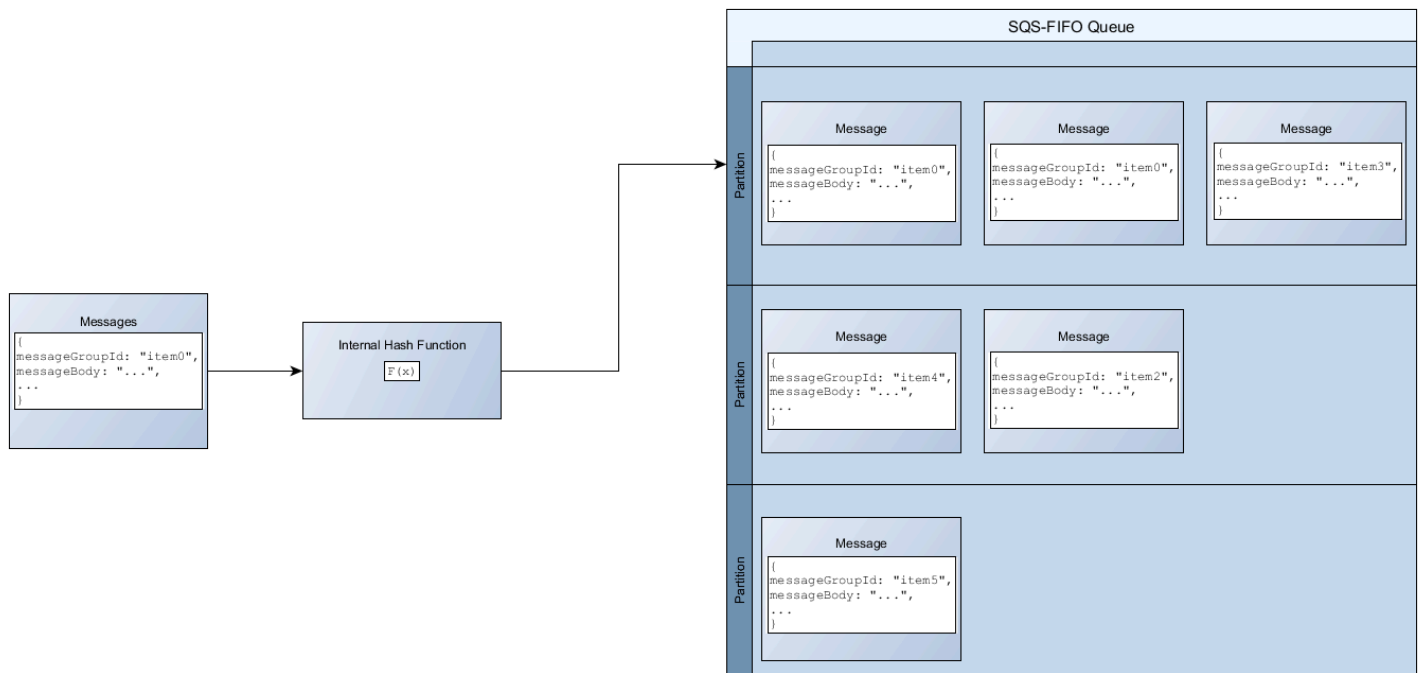 SQS-FIFO Queue
Partition
Message
{
messageGroupId: "item0",
messageBody: "...",
...
}
Message
{
messageGroupId: "item0",
messageBody: "...",
...
}
Message
{
messageGroupId: "item3",
messageBody: "...",
...
}
Messages
{
messageGroupId: "item0",
messageBody: "...",
...
}
Internal Hash Function
F(x)
Partition
Message
{
messageGroupId: "item4",
messageBody: "...",
...
}
Message
{
messageGroupId: "item2",
messageBody: "...",
...
}
Partition
Message
{
messageGroupId: "item5",
messageBody: "...",
...
}